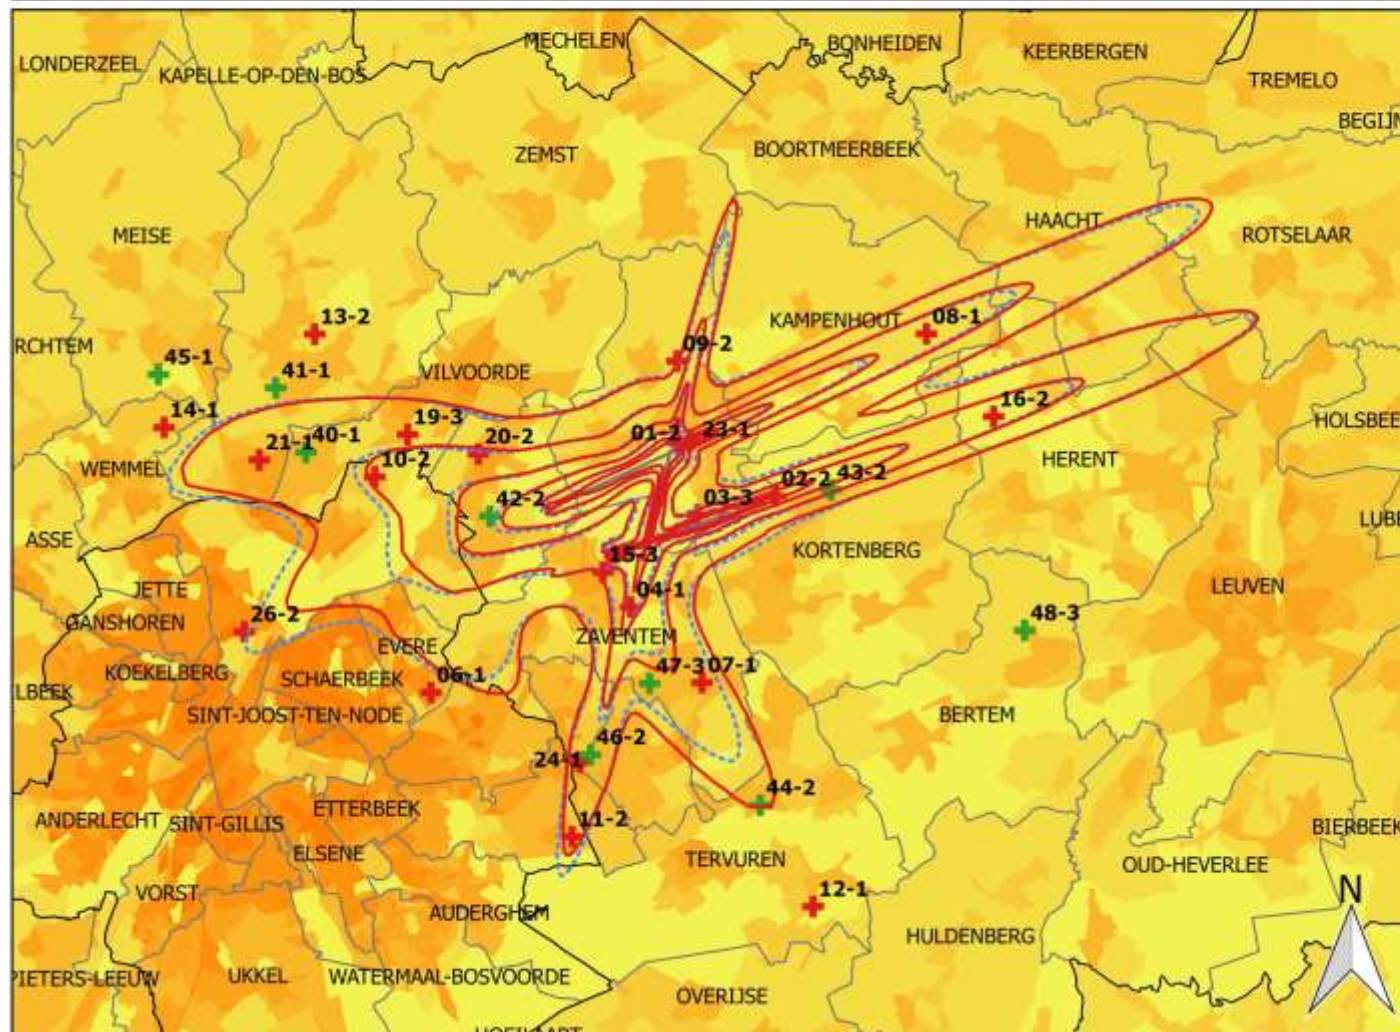 MECHELEN
BONHEIDEN
KEERBERGEN
LONDERZEEL
KAPELLE-OP-DEN-BOS
TREMELO
BEGIJN
ZEMST
BOORTMEERBEEK
HAACHT
MEISE
ROTSELAAR
13-2
KAMPENHOUT
08-1
RCHTEM
45-1
09-2
41-1
VILVOORDE
14-1
19-3
16-2
HOLSBEE
21-1
40-1
20-2
01-2
23-1
WEMMEL
10-2
HERENT
02-2
43-2
42-2
03-3
ASSE
LUBB
15-3
KORTENBERG
JETTE
04-1
LEUVEN
GANSHOREN
26-2
ZAVENTEM
48-3
EVERE
KOEKELBERG
SCHAERBEEK
06-1
47-3
07-1
ILBEEK
SINT-JOOST-TEN-NODE
BERTEM
46-2
24-1
44-2
ETTERBEEK
ANDERLECHT
SINT-GILLIS
11-2
BIERBEEK
ELSENE
TERVUREN
OUD-HEVERLEE
VORST
12-1
N
AUDERGHEM
HULDENBERG
PIETERS-LEEUW
UKKEL
WATERMAAL-BOSVOORDE
OVERIJSE